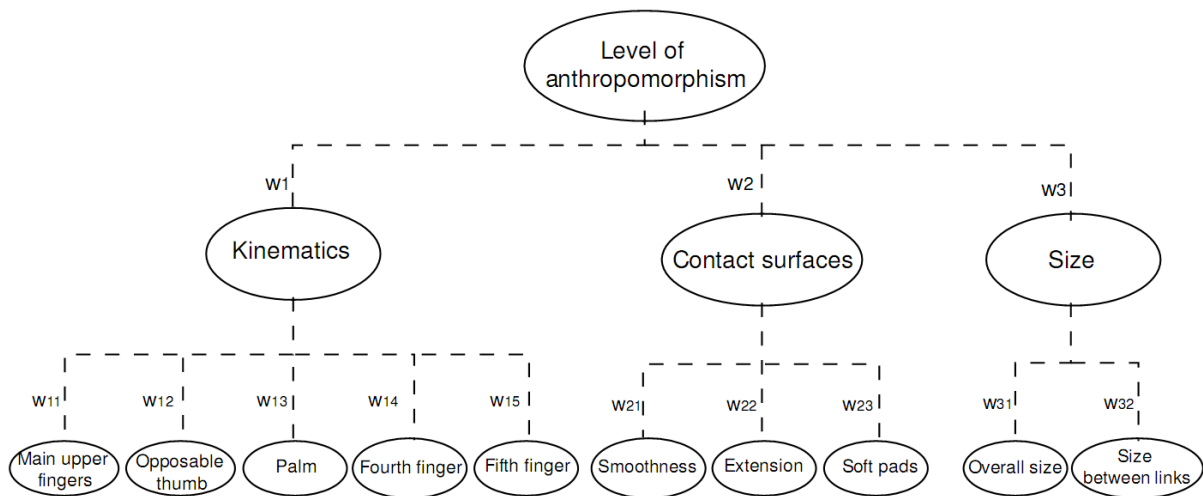 Level of
anthropomorphism
w1
w2
w3
Kinematics
Contact surfaces
Size
w11
w12
w13
w14
w15
w21
w22
w23
w31
w32
Main upper
fingers
Opposable
thumb
Palm
Fourth finger
Fifth finger
Smoothness
Extension
Soft pads
Overall size
Size
between links